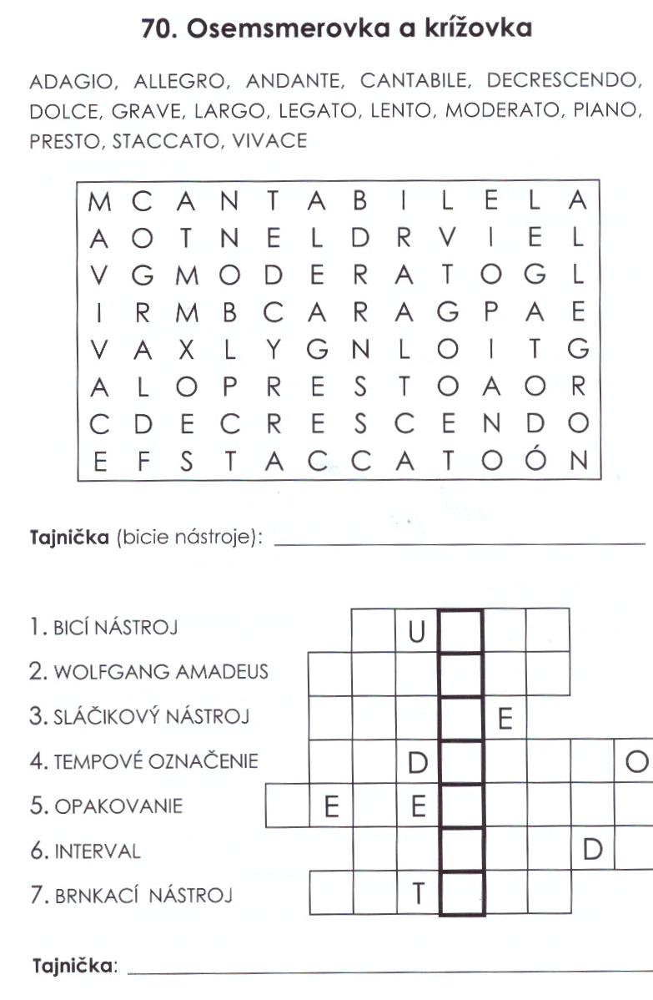 70. Osemsmerovka a krížovka
ADAGIO, ALLEGRO, ANDANTE, CANTABILE, DECRESCENDO,
DOLCE, GRAVE, LARGO, LEGATO, LENTO, MODERATO, PIANO,
PRESTO, STACCATO, VIVACE
M C A N T A B I L E L A
A O T N E L D R V I E L
V G M O D E R A T O G L
I R M B C A R A G P A E
V A X L Y G N L O I T G
A L O P R E S T O A O R
C D E C R E S C E N D O
E F S T A C C A T O Ó N
Tajnička (bicie nástroje):
1. BICÍ NÁSTROJ U
2. WOLFGANG AMADEUS
3. SLÁČIKOVÝ NÁSTROJ E
4. TEMPOVÉ OZNAČENIE D O
5. OPAKOVANIE E E
6. INTERVAL D
7. BRNKACÍ NÁSTROJ T
Tajnička: